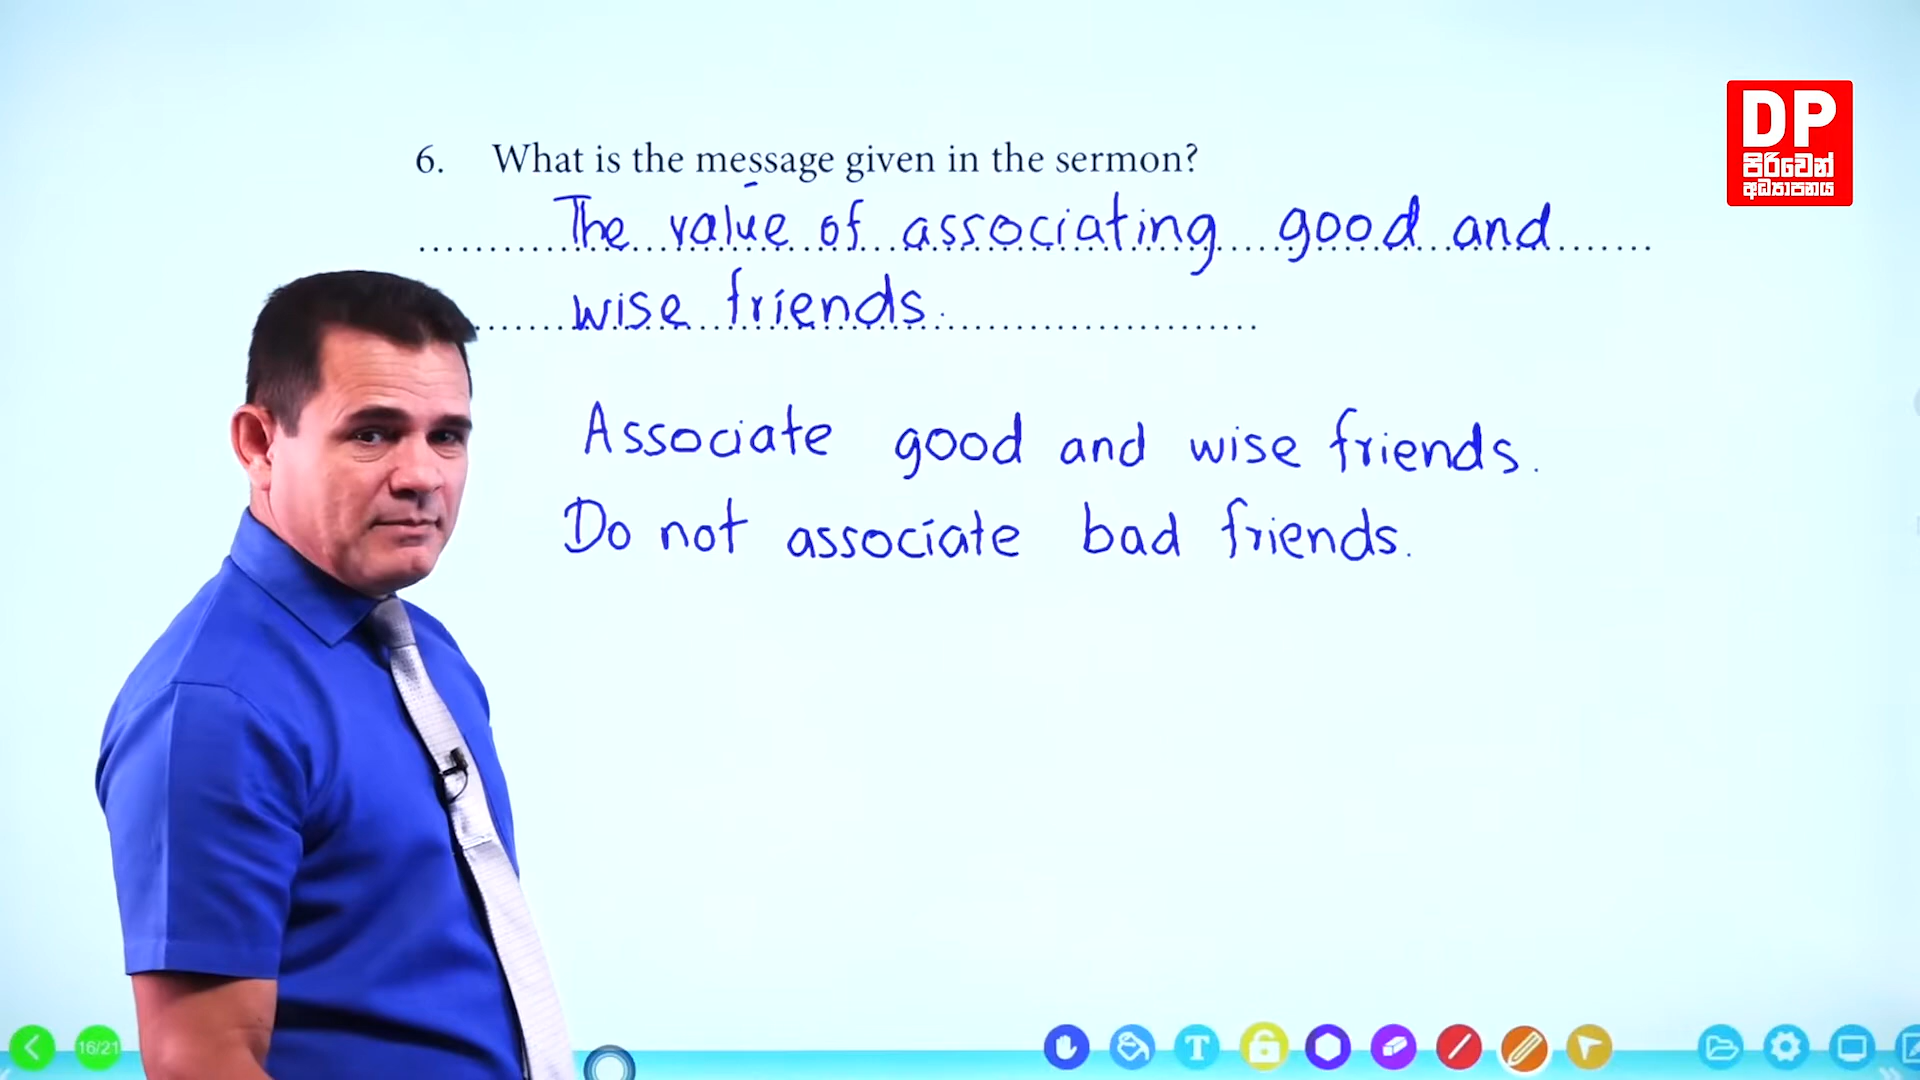 DP
පිරිවෙන්
අධ්‍යාපනය
6. What is the message given in the sermon?
The value of associating good and
wise friends.
Associate good and wise friends.
Do not associate bad friends.
16/21
T